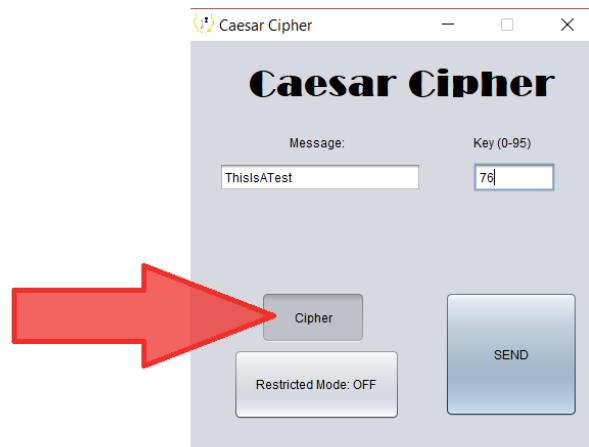 Caesar Cipher
Caesar Cipher
Message: Key (0-95)
ThisIsATest 76
Cipher
SEND
Restricted Mode: OFF